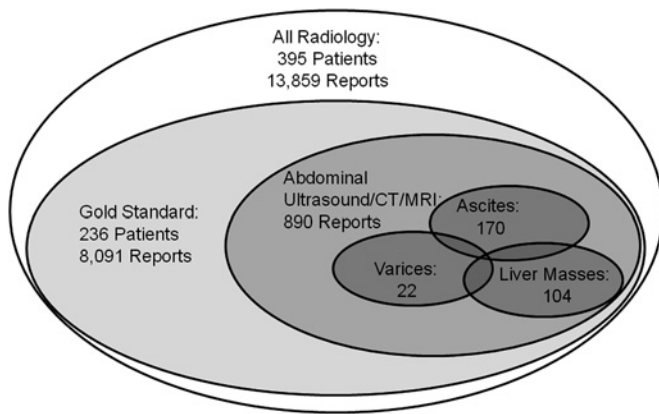 All Radiology:
395 Patients
13,859 Reports
Gold Standard:
236 Patients
8,091 Reports
Abdominal
Ultrasound/CT/MRI:
890 Reports
Ascites:
170
Varices:
22
Liver Masses:
104